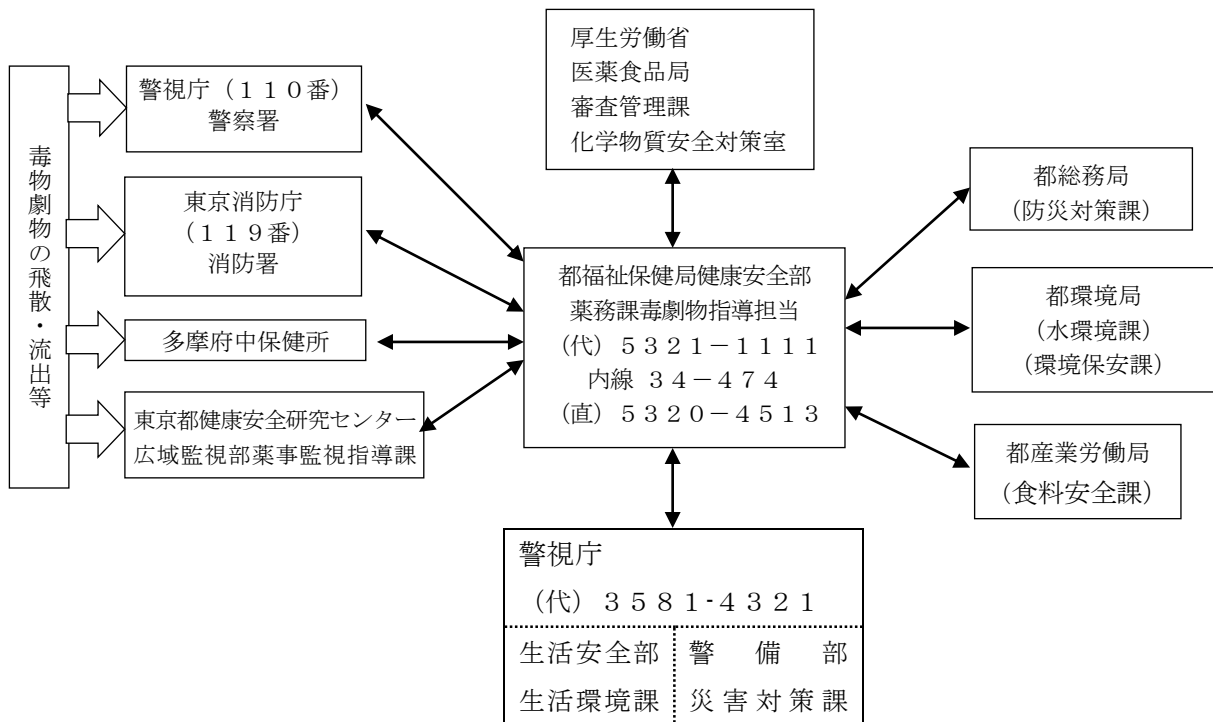 毒物劇物の飛散・流出等
警視庁（１１０番）
警察署
東京消防庁
（１１９番）
消防署
多摩府中保健所
東京都健康安全研究センター
広域監視部薬事監視指導課
厚生労働省
医薬食品局
審査管理課
化学物質安全対策室
都福祉保健局健康安全部
薬務課毒劇物指導担当
（代）５３２１－１１１１
内線 ３４－４７４
（直）５３２０－４５１３
都総務局
（防災対策課）
都環境局
（水環境課）
（環境保安課）
都産業労働局
（食料安全課）
警視庁
（代）３５８１-４３２１
生活安全部
生活環境課
警備部
災害対策課